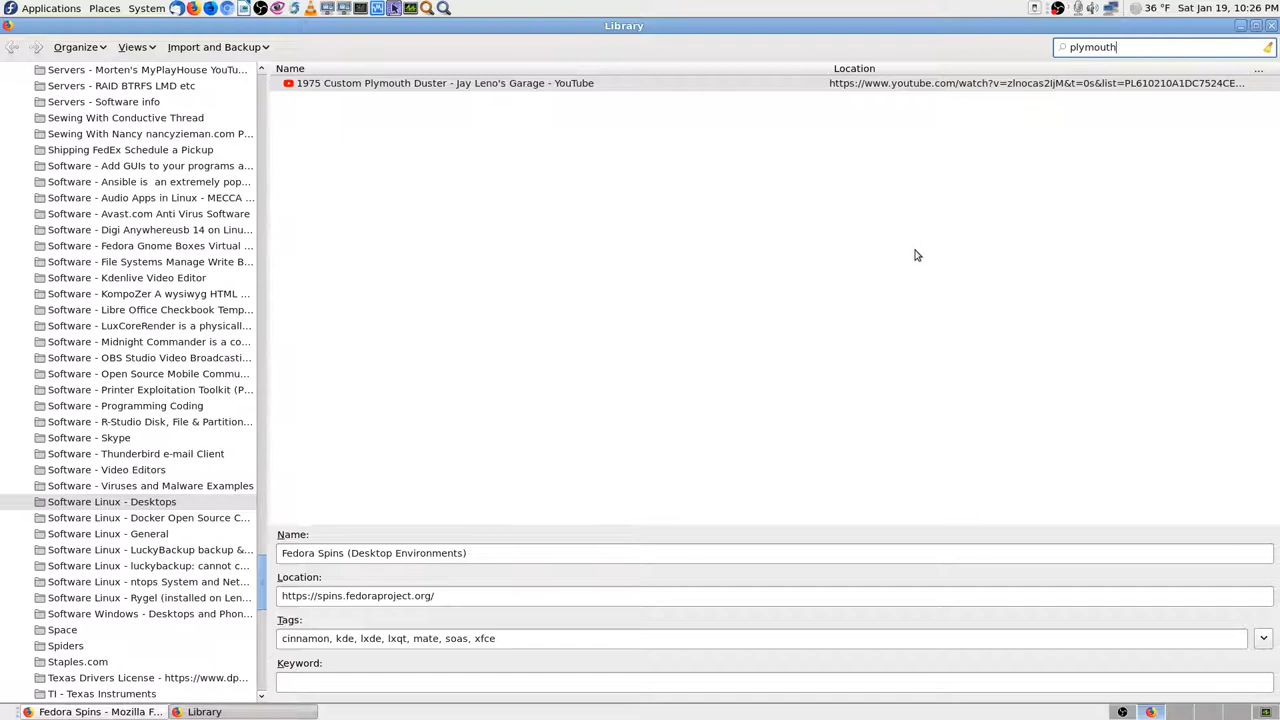 Applications Places System 36 °F Sat Jan 19, 10:26 PM
Library
Organize Views Import and Backup plymouth
Name Location
1975 Custom Plymouth Duster - Jay Leno's Garage - YouTube https://www.youtube.com/watch?v=zlnocas2IjM&t=0s&list=PL610210A1DC7524CE...
Servers - Morten's MyPlayHouse YouTu...
Servers - RAID BTRFS LMD etc
Servers - Software info
Sewing With Conductive Thread
Sewing With Nancy nancyzieman.com P...
Shipping FedEx Schedule a Pickup
Software - Add GUIs to your programs a...
Software - Ansible is an extremely pop...
Software - Audio Apps in Linux - MECCA ...
Software - Avast.com Anti Virus Software
Software - Digi Anywhereusb 14 on Linu...
Software - Fedora Gnome Boxes Virtual ...
Software - File Systems Manage Write B...
Software - Kdenlive Video Editor
Software - KompoZer A wysiwyg HTML ...
Software - Libre Office Checkbook Temp...
Software - LuxCoreRender is a physicall...
Software - Midnight Commander is a co...
Software - OBS Studio Video Broadcasti...
Software - Open Source Mobile Commu...
Software - Printer Exploitation Toolkit (P...
Software - Programming Coding
Software - R-Studio Disk, File & Partition...
Software - Skype
Software - Thunderbird e-mail Client
Software - Video Editors
Software - Viruses and Malware Examples
Software Linux - Desktops
Software Linux - Docker Open Source C...
Software Linux - General
Software Linux - LuckyBackup backup &...
Software Linux - luckybackup: cannot c...
Software Linux - ntops System and Net...
Software Linux - Rygel (installed on Len...
Software Windows - Desktops and Phon...
Space
Spiders
Staples.com
Texas Drivers License - https://www.dp...
TI - Texas Instruments
Name:
Fedora Spins (Desktop Environments)
Location:
https://spins.fedoraproject.org/
Tags:
cinnamon, kde, lxde, lxqt, mate, soas, xfce
Keyword:
Fedora Spins - Mozilla F... Library